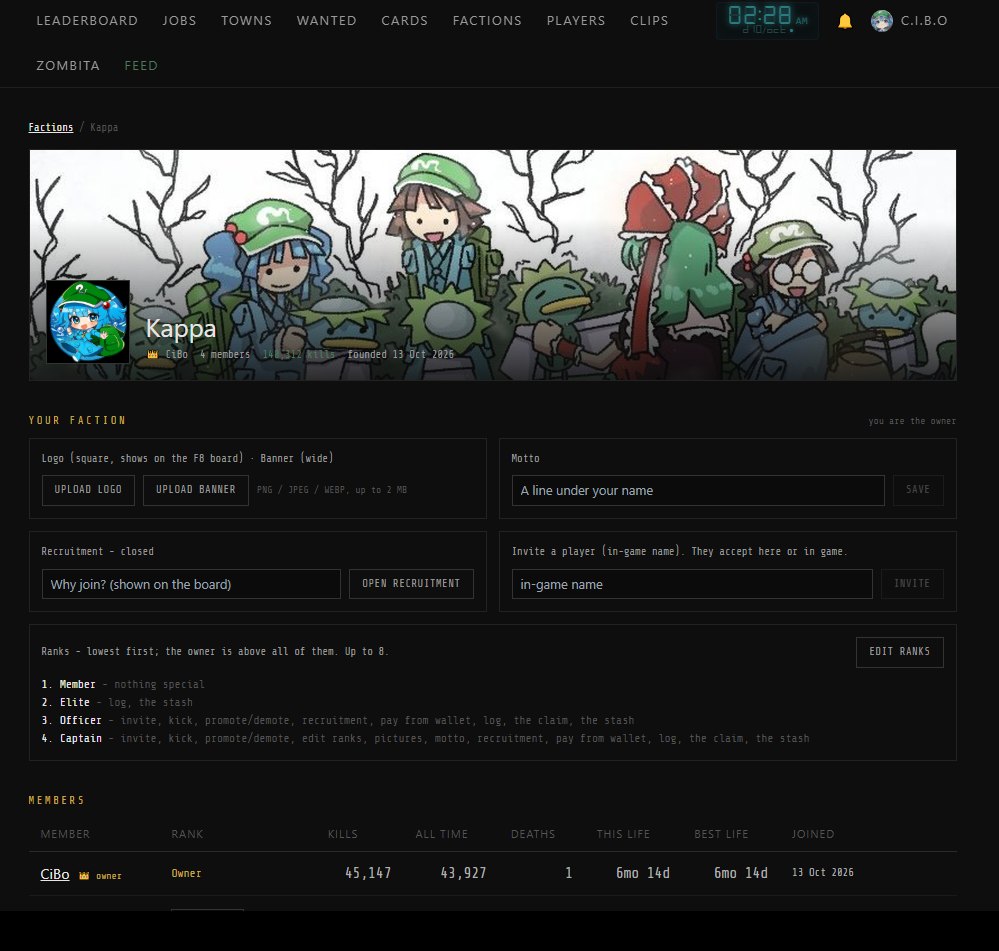 LEADERBOARD JOBS TOWNS WANTED CARDS FACTIONS PLAYERS CLIPS
02:28 AM
C.I.B.O
ZOMBITA FEED
Factions / Kappa
Kappa
CiBo 4 members 148,312 kills founded 13 Oct 2026
YOUR FACTION
you are the owner
Logo (square, shows on the F8 board) · Banner (wide)
UPLOAD LOGO UPLOAD BANNER PNG / JPEG / WEBP, up to 2 MB
Motto
A line under your name SAVE
Recruitment - closed
Why join? (shown on the board) OPEN RECRUITMENT
Invite a player (in-game name). They accept here or in game.
in-game name INVITE
Ranks - lowest first; the owner is above all of them. Up to 8.
EDIT RANKS
1. Member - nothing special
2. Elite - log, the stash
3. Officer - invite, kick, promote/demote, recruitment, pay from wallet, log, the claim, the stash
4. Captain - invite, kick, promote/demote, edit ranks, pictures, motto, recruitment, pay from wallet, log, the claim, the stash
MEMBERS
MEMBER RANK KILLS ALL TIME DEATHS THIS LIFE BEST LIFE JOINED
CiBo owner Owner 45,147 43,927 1 6mo 14d 6mo 14d 13 Oct 2026